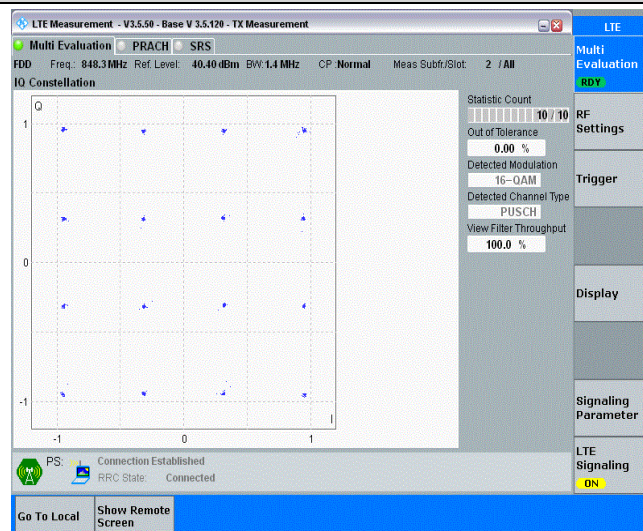 LTE Measurement - V3.5.50 - Base V 3.5.120 - TX Measurement
LTE
Multi Evaluation PRACH SRS
Multi
Evaluation
RDY
FDD Freq.: 848.3 MHz Ref. Level: 40.40 dBm BW: 1.4 MHz CP : Normal Meas Subfr./Slot: 2 / All
IQ Constellation
Q
Statistic Count
10 / 10
Out of Tolerance
0.00 %
Detected Modulation
16-QAM
Detected Channel Type
PUSCH
View Filter Throughput
100.0 %
1
0
-1
I
-1 0 1
RF
Settings
Trigger
Display
Signaling
Parameter
LTE
Signaling
ON
PS: Connection Established
RRC State: Connected
Go To Local
Show Remote
Screen